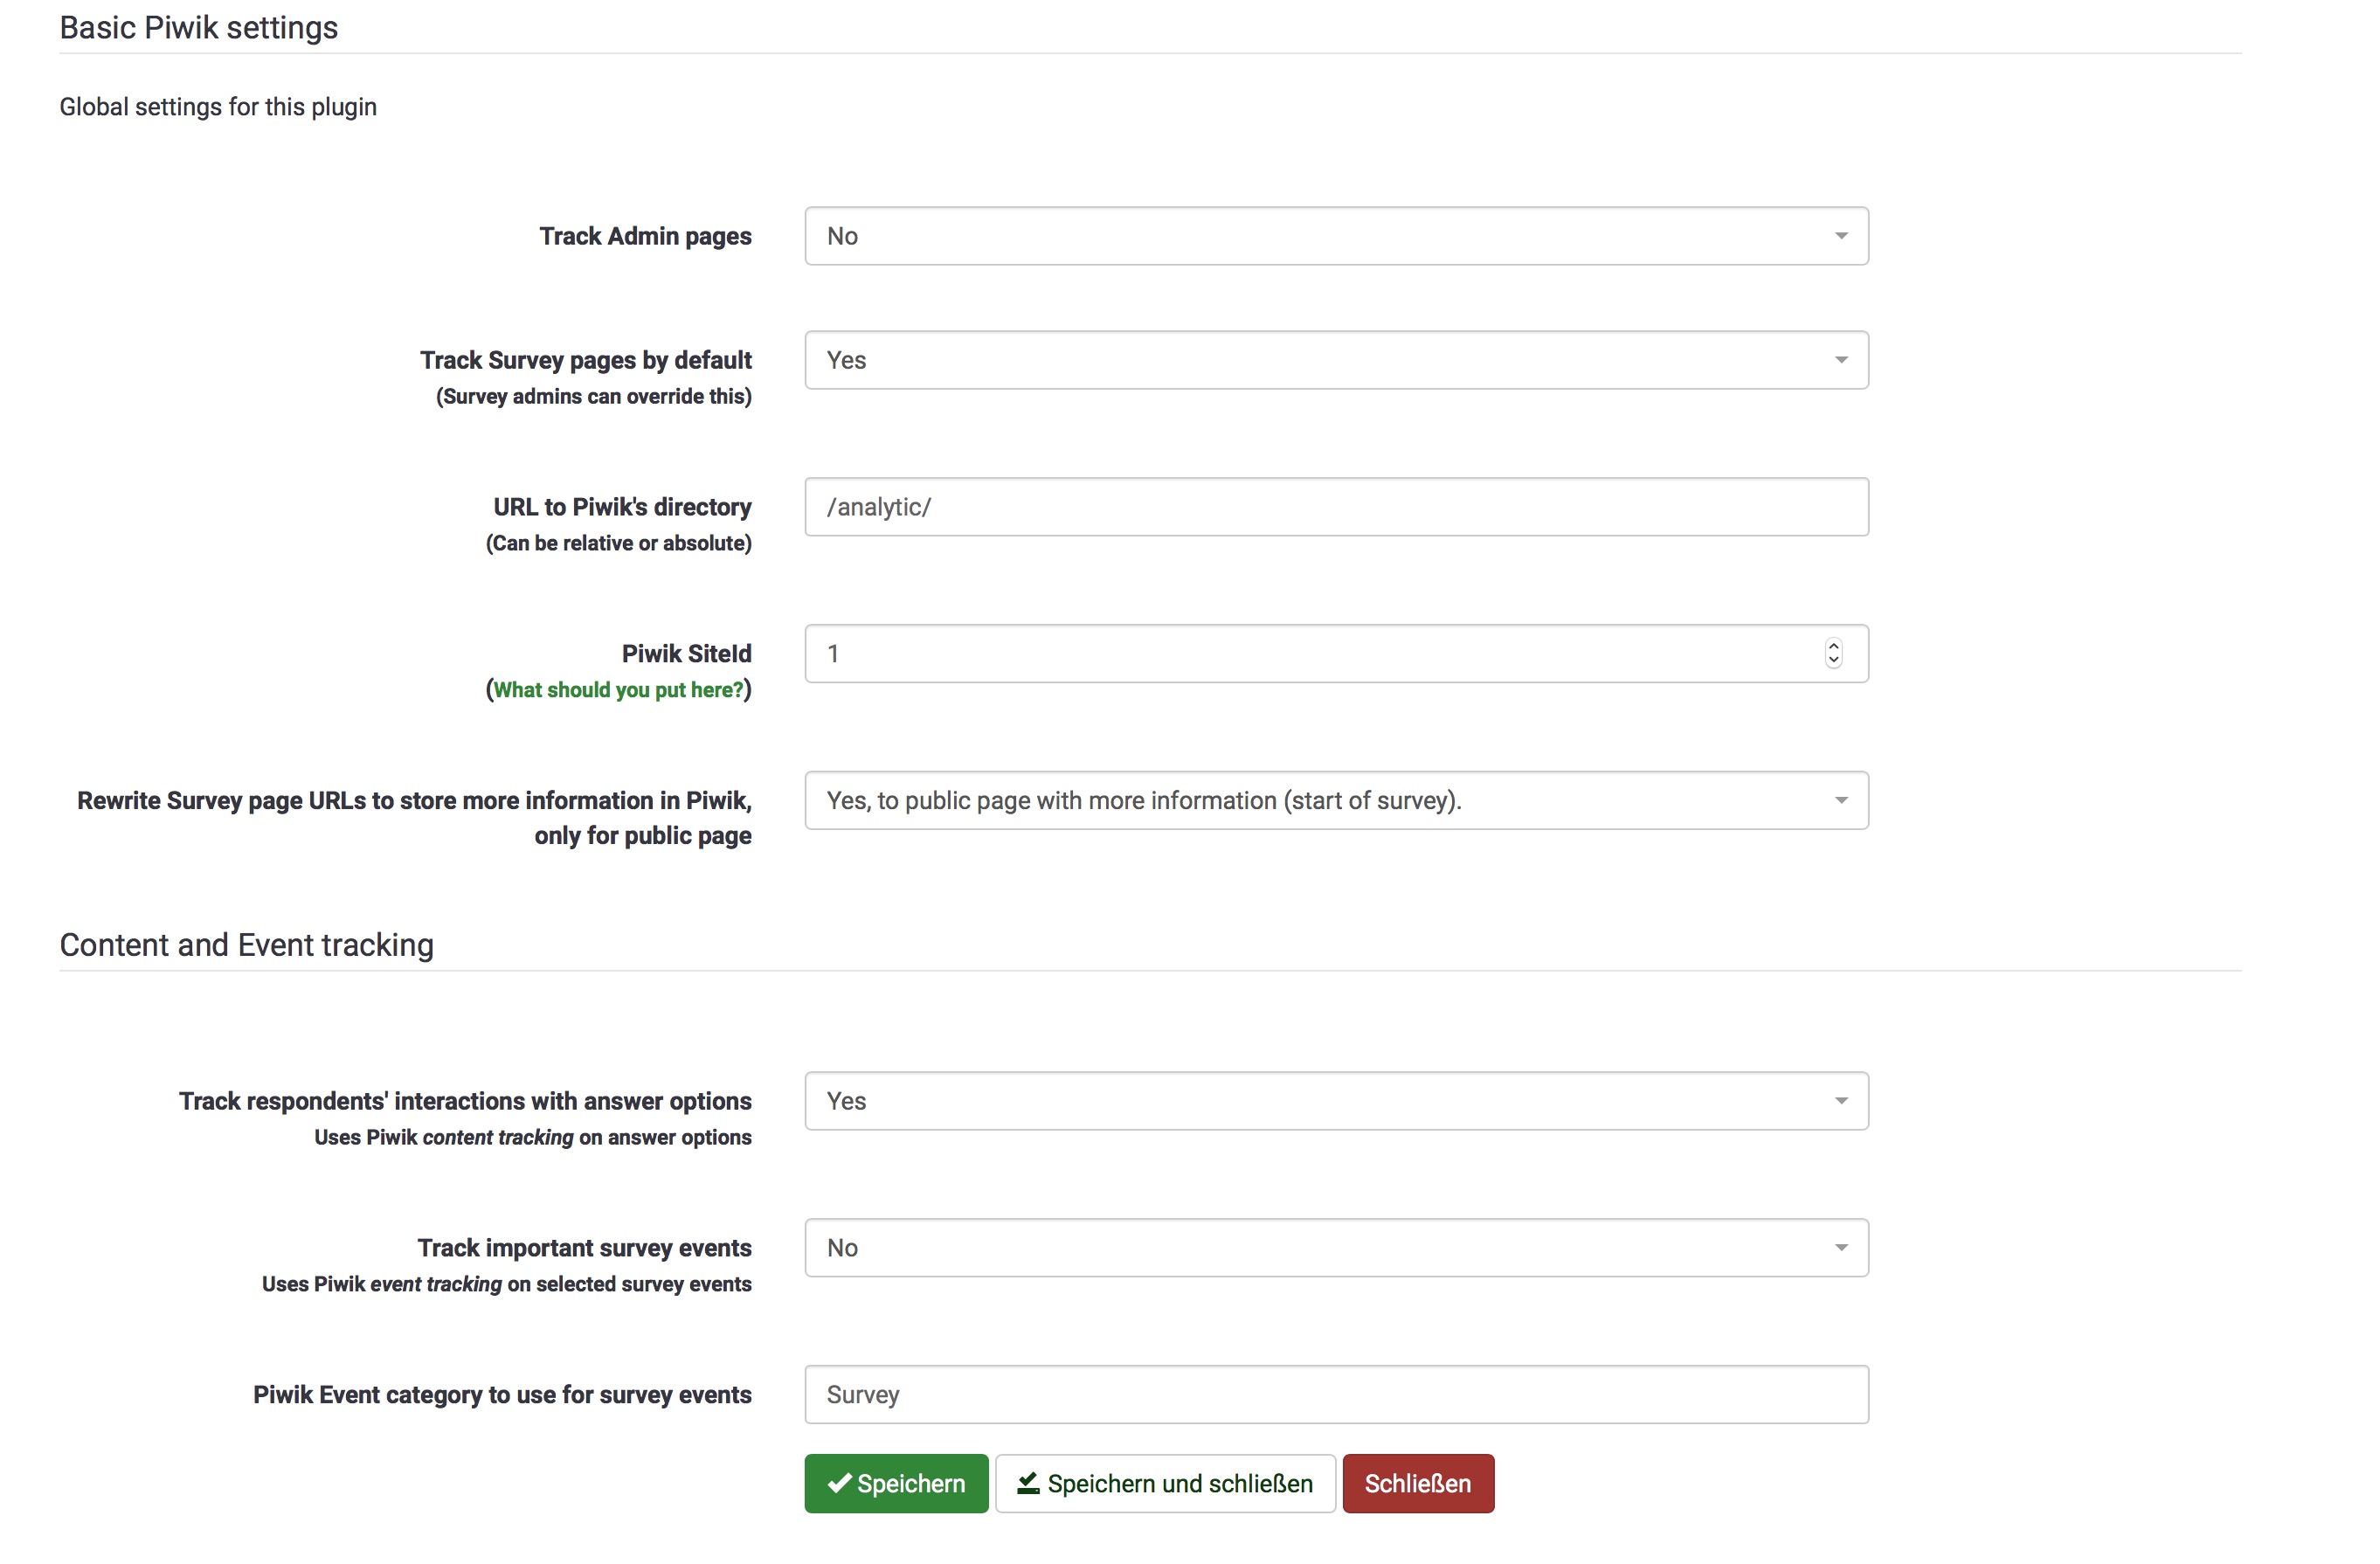 Basic Piwik settings
Global settings for this plugin
Track Admin pages
No
Track Survey pages by default
(Survey admins can override this)
Yes
URL to Piwik's directory
(Can be relative or absolute)
/analytic/
Piwik SiteId
(What should you put here?)
1
Rewrite Survey page URLs to store more information in Piwik,
only for public page
Yes, to public page with more information (start of survey).
Content and Event tracking
Track respondents' interactions with answer options
Uses Piwik content tracking on answer options
Yes
Track important survey events
Uses Piwik event tracking on selected survey events
No
Piwik Event category to use for survey events
Survey
Speichern
Speichern und schließen
Schließen